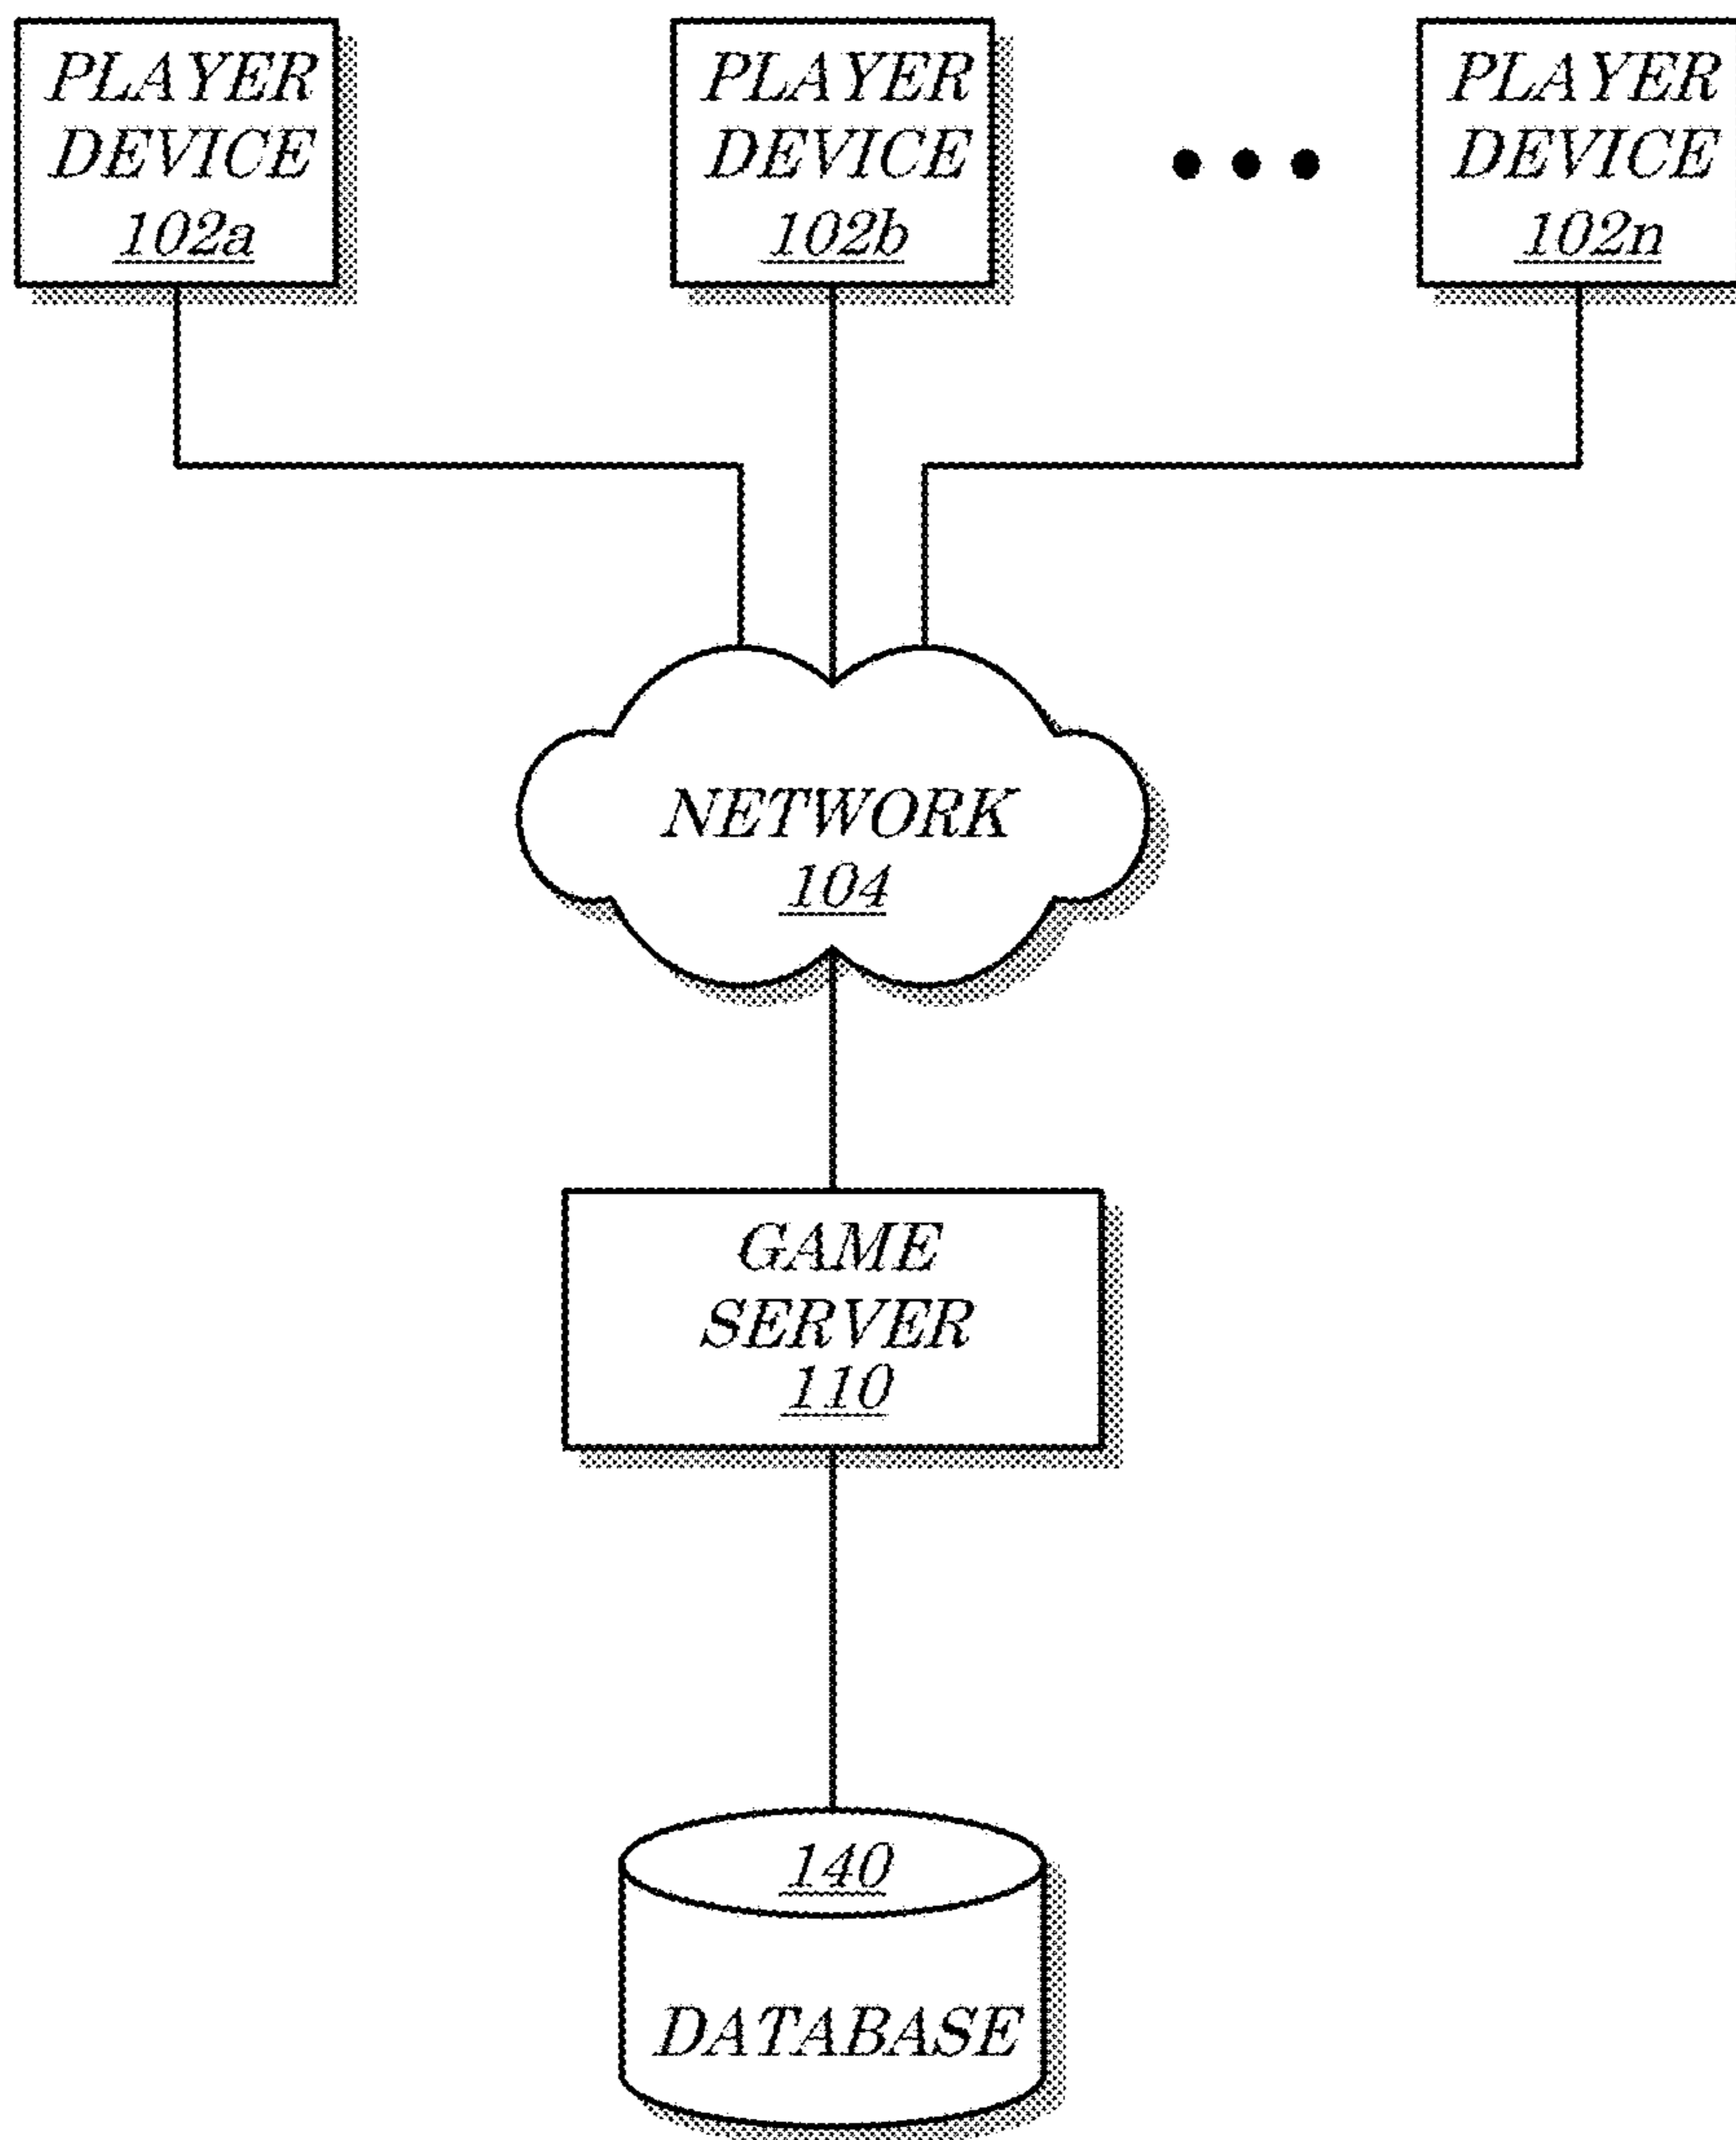 PLAYER
DEVICE
102a
PLAYER
DEVICE
102b
PLAYER
DEVICE
102n
NETWORK
104
GAME
SERVER
110
140
DATABASE